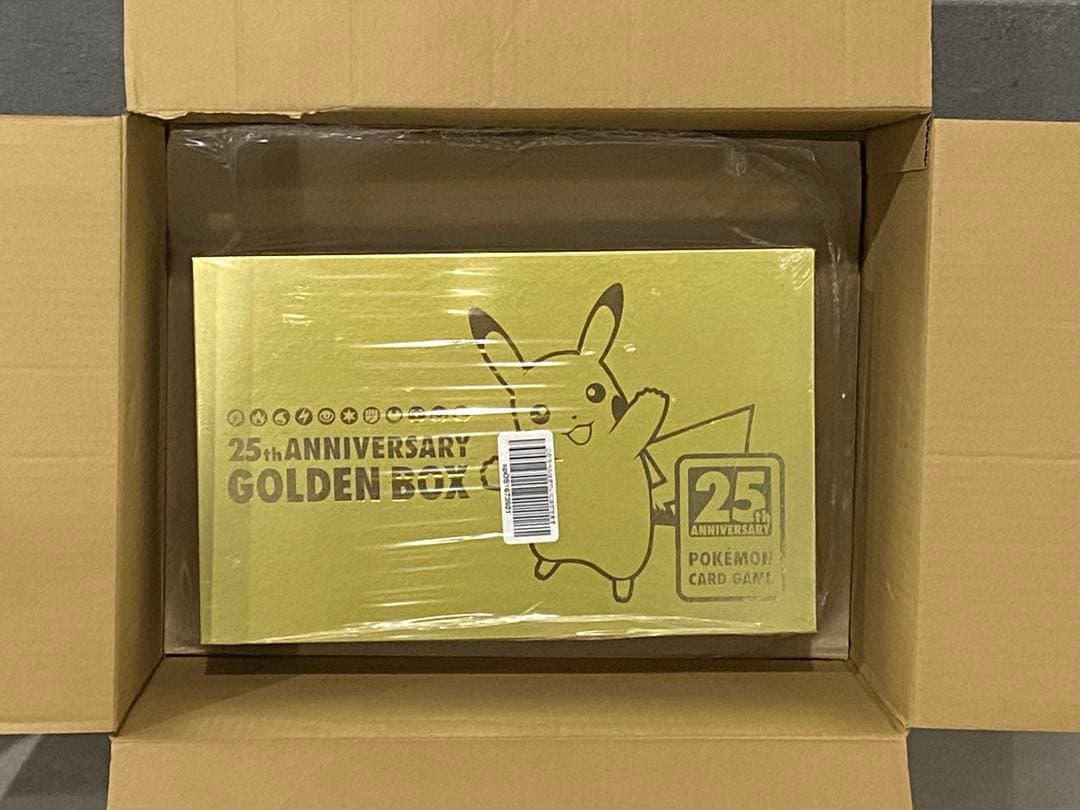 25th ANNIVERSARY
GOLDEN BOX
25th
ANNIVERSARY
POKÉMON
CARD GAME